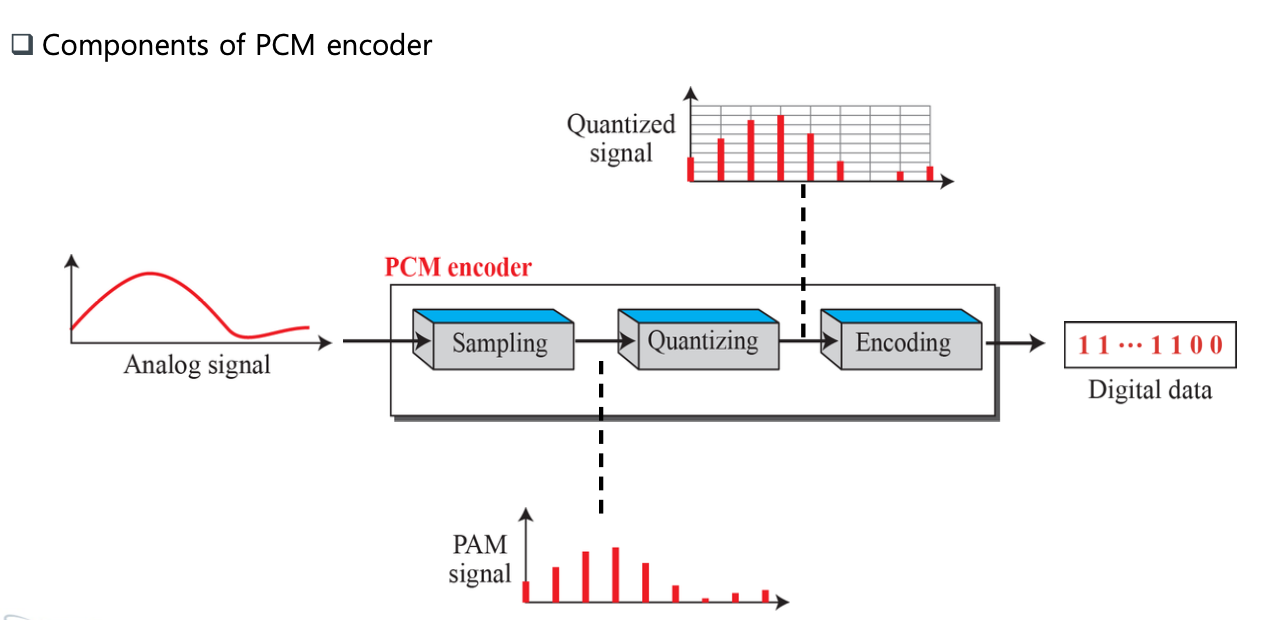 ❑ Components of PCM encoder
Quantized
signal
PCM encoder
Sampling
Quantizing
Encoding
Analog signal
1 1 ··· 1 1 0 0
Digital data
PAM
signal